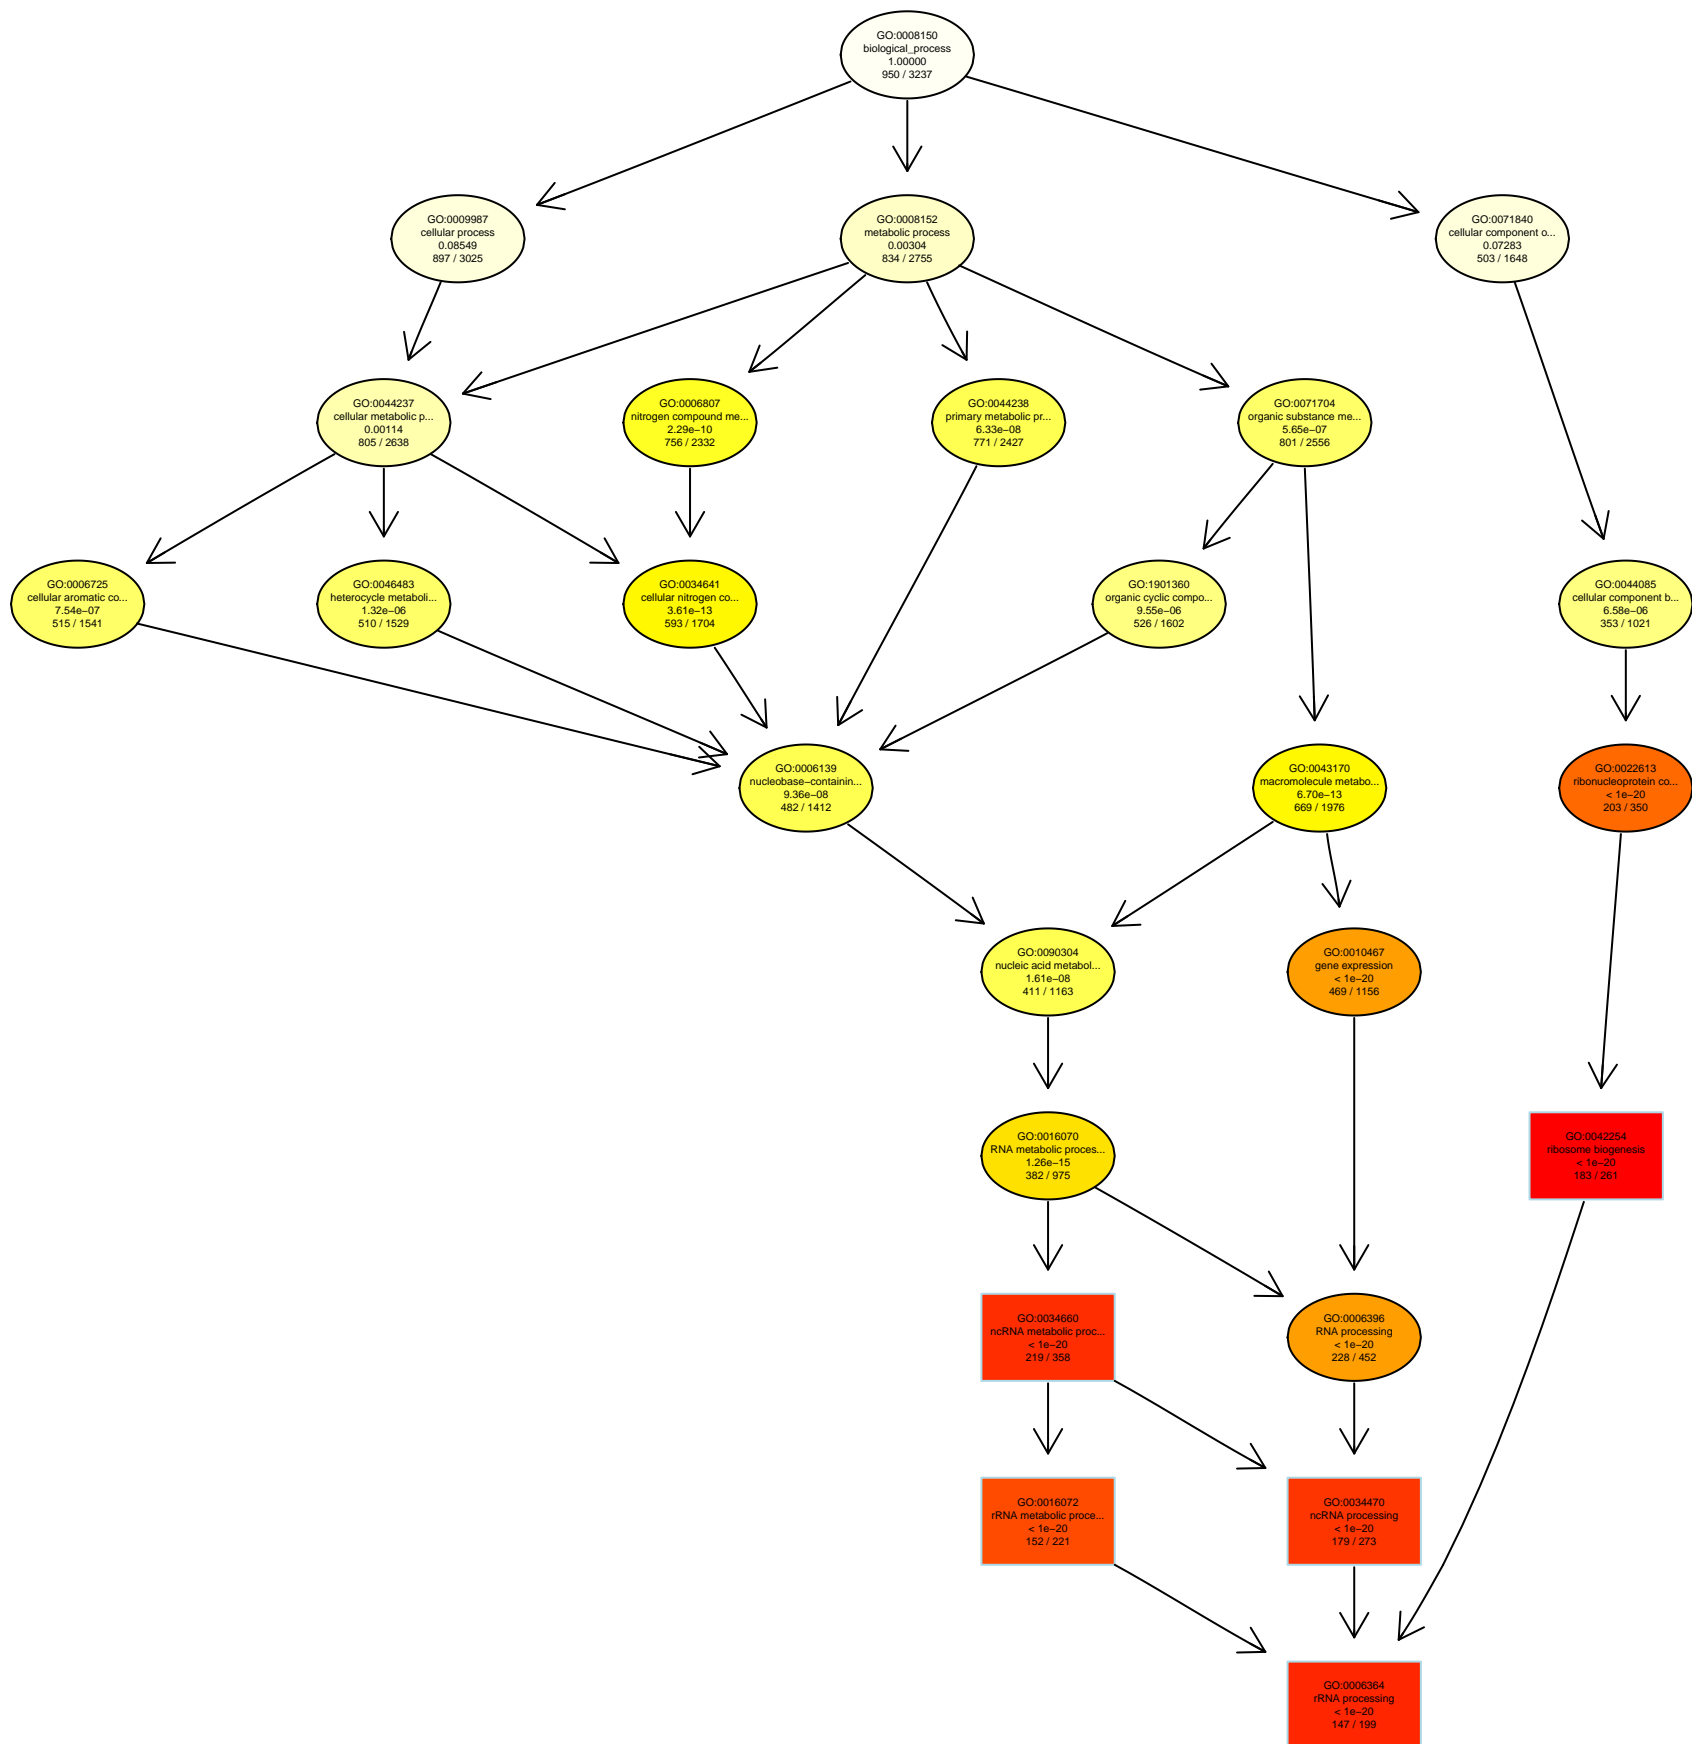 GO:0008150
biological_process
1.00000
950 / 3237
GO:0009987
cellular process
0.08549
897 / 3025
GO:0008152
metabolic process
0.00304
834 / 2755
GO:0071840
cellular component o...
0.07283
503 / 1648
GO:0044237
cellular metabolic p...
0.00114
805 / 2638
GO:0006807
nitrogen compound me...
2.29e−10
756 / 2332
GO:0044238
primary metabolic pr...
6.33e−08
771 / 2427
GO:0071704
organic substance me...
5.65e−07
801 / 2556
GO:0006725
cellular aromatic co...
7.54e−07
515 / 1541
GO:0046483
heterocycle metaboli...
1.32e−06
510 / 1529
GO:0034641
cellular nitrogen co...
3.61e−13
593 / 1704
GO:1901360
organic cyclic compo...
9.55e−06
526 / 1602
GO:0044085
cellular component b...
6.58e−06
353 / 1021
GO:0006139
nucleobase−containin...
9.36e−08
482 / 1412
GO:0043170
macromolecule metabo...
6.70e−13
669 / 1976
GO:0022613
ribonucleoprotein co...
< 1e−20
203 / 350
GO:0090304
nucleic acid metabol...
1.61e−08
411 / 1163
GO:0010467
gene expression
< 1e−20
469 / 1156
GO:0016070
RNA metabolic proces...
1.26e−15
382 / 975
GO:0042254
ribosome biogenesis
< 1e−20
183 / 261
GO:0034660
ncRNA metabolic proc...
< 1e−20
219 / 358
GO:0006396
RNA processing
< 1e−20
228 / 452
GO:0016072
rRNA metabolic proce...
< 1e−20
152 / 221
GO:0034470
ncRNA processing
< 1e−20
179 / 273
GO:0006364
rRNA processing
< 1e−20
147 / 199